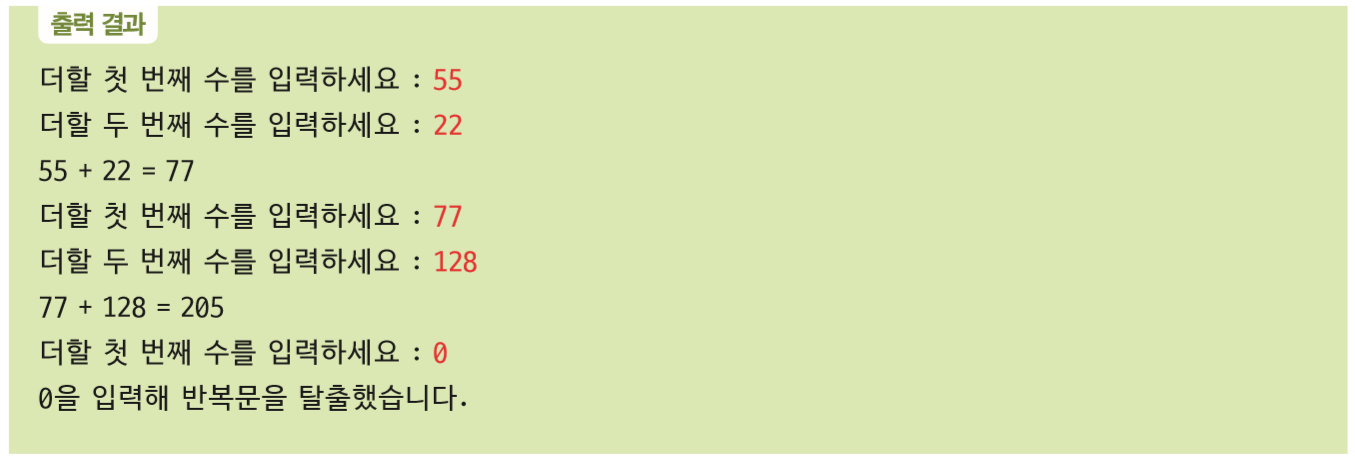 출력 결과
더할 첫 번째 수를 입력하세요 : 55
더할 두 번째 수를 입력하세요 : 22
55 + 22 = 77
더할 첫 번째 수를 입력하세요 : 77
더할 두 번째 수를 입력하세요 : 128
77 + 128 = 205
더할 첫 번째 수를 입력하세요 : 0
0을 입력해 반복문을 탈출했습니다.